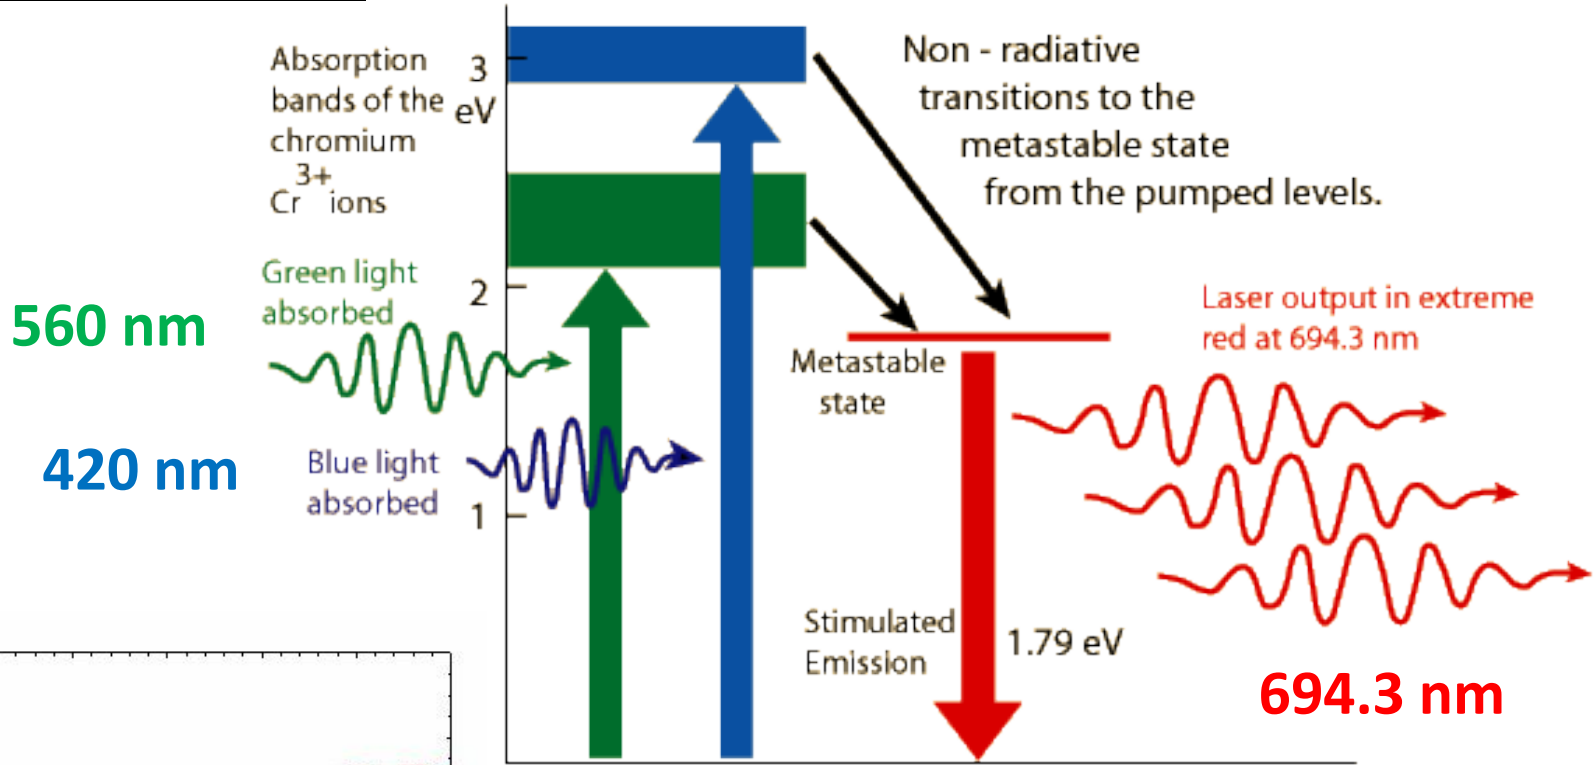 Absorption
bands of the
chromium
3+
Cr ions
3
eV
2
1
Non - radiative
transitions to the
metastable state
from the pumped levels.
Green light
absorbed
560 nm
Blue light
absorbed
420 nm
Metastable
state
Laser output in extreme
red at 694.3 nm
Stimulated
Emission
1.79 eV
694.3 nm